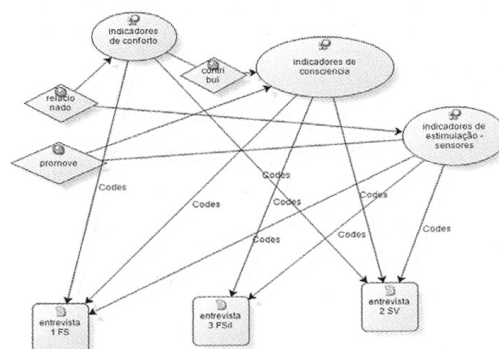 indicadores
de conforto
contri
bui
indicadores de
consciencia
relacio
nado
indicadores
de estimulação -
sensores
promove
Codes
Codes
Codes
Codes
Codes
Codes
Codes
Codes
entrevista
1 FS
entrevista
3 FSil
entrevista
2 SV